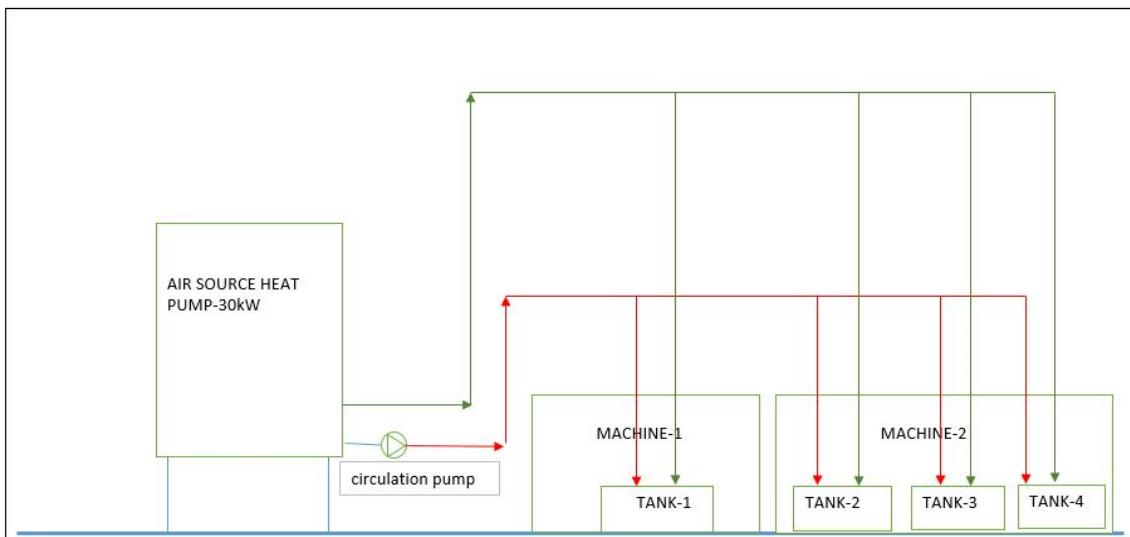 AIR SOURCE HEAT
PUMP-30kW
circulation pump
MACHINE-1
MACHINE-2
TANK-1
TANK-2
TANK-3
TANK-4